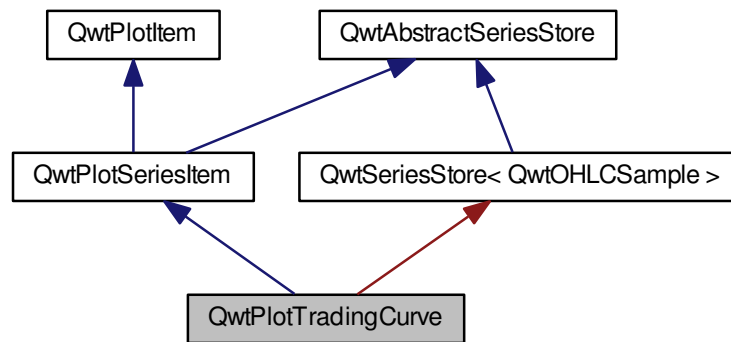 QwtPlotItem
QwtAbstractSeriesStore
QwtPlotSeriesItem
QwtSeriesStore< QwtOHLCSample >
QwtPlotTradingCurve